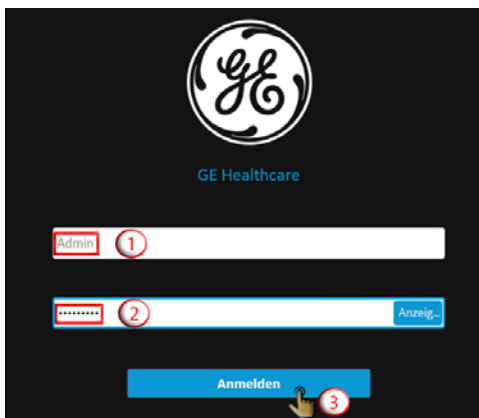 GE
GE Healthcare
Admin 1
••••••••• 2 Anzeig...
Anmelden 3